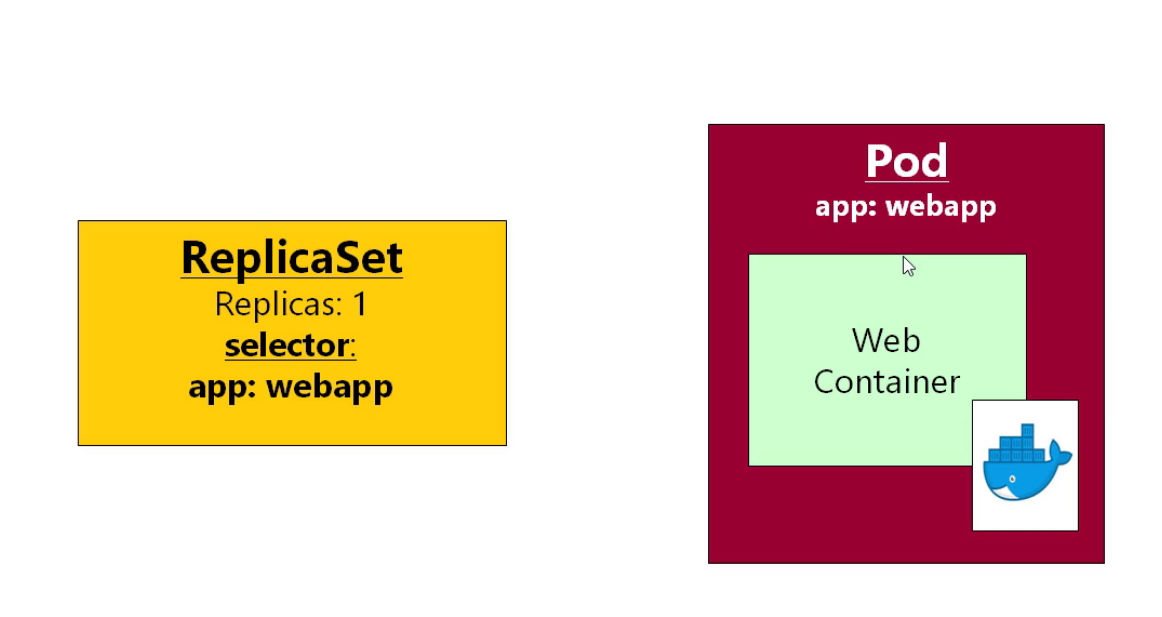 ReplicaSet
Replicas: 1
selector:
app: webapp
Pod
app: webapp
Web
Container